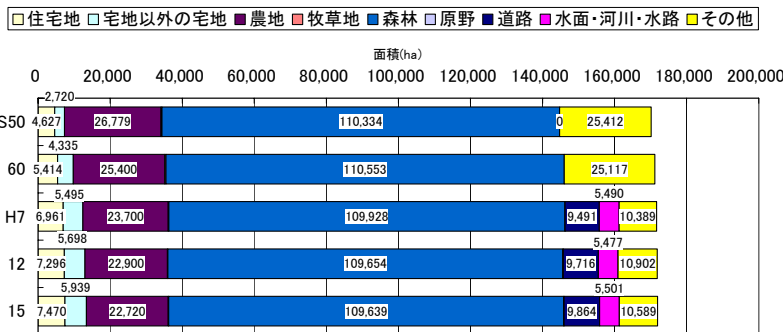 住宅地 宅地以外の宅地 農地 牧草地 森林 原野 道路 水面・河川・水路 その他
面積(ha)
0 20,000 40,000 60,000 80,000 100,000 120,000 140,000 160,000 180,000 200,000
2,720
S50 4,627 26,779 110,334 0 25,412
4,335
60 5,414 25,400 110,553 25,117
5,495 5,490
H7 6,961 23,700 109,928 9,491 10,389
5,698 5,477
12 7,296 22,900 109,654 9,716 10,902
5,939 5,501
15 7,470 22,720 109,639 9,864 10,589